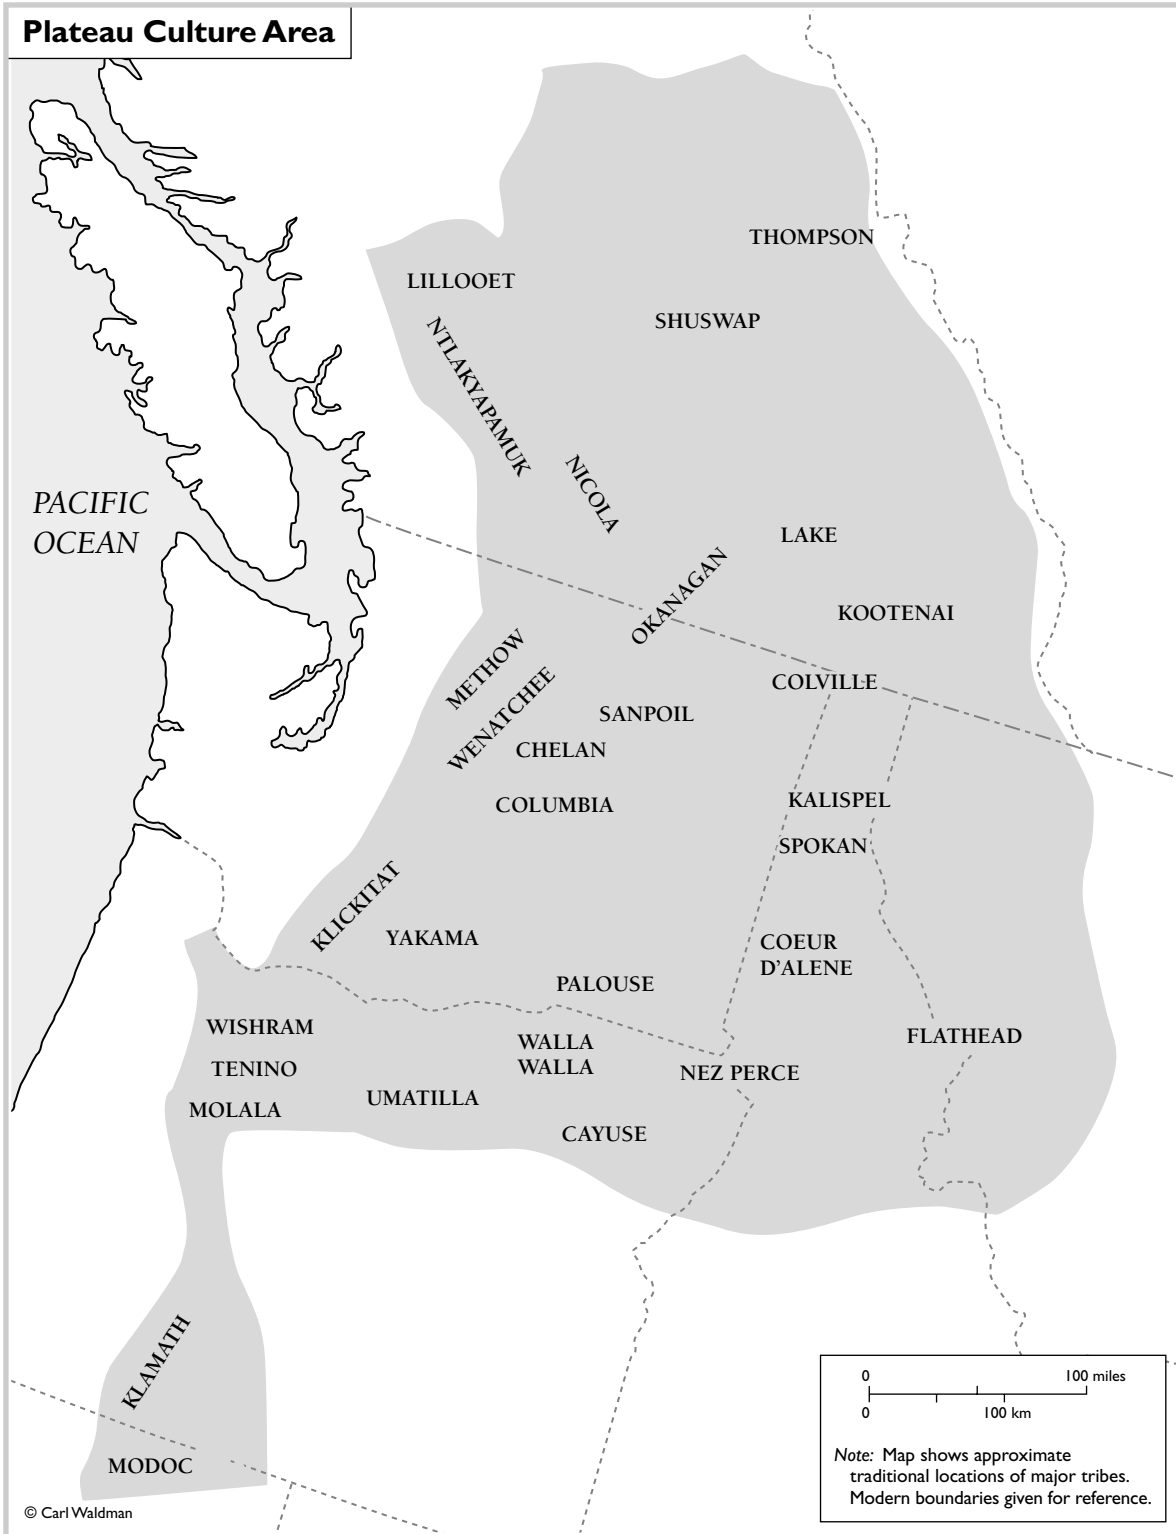 Plateau Culture Area
THOMPSON
LILLOOET
SHUSWAP
NTLAKYAPAMUK
NICOLA
PACIFIC
OCEAN
LAKE
OKANAGAN
KOOTENAI
METHOW
COLVILLE
WENATCHEE
SANPOIL
CHELAN
COLUMBIA
KALISPEL
SPOKAN
KLICKITAT
YAKAMA
COEUR
D’ALENE
PALOUSE
WISHRAM
WALLA
WALLA
FLATHEAD
TENINO
NEZ PERCE
UMATILLA
MOLALA
CAYUSE
KLAMATH
MODOC
0 100 miles
0 100 km
Note: Map shows approximate
traditional locations of major tribes.
Modern boundaries given for reference.
© Carl Waldman